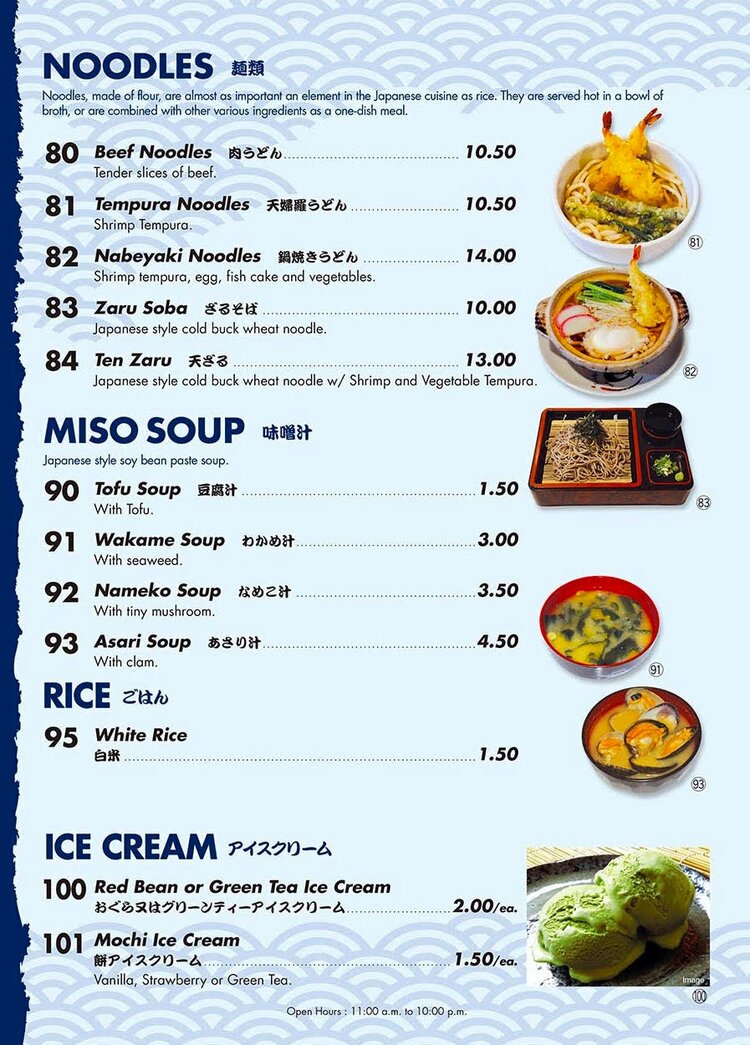 NOODLES 麺類
Noodles, made of flour, are almost as important an element in the Japanese cuisine as rice. They are served hot in a bowl of
broth, or are combined with other various ingredients as a one-dish meal.
80 Beef Noodles 肉うどん 10.50
Tender slices of beef.
81 Tempura Noodles 天婦羅うどん 10.50
Shrimp Tempura.
82 Nabeyaki Noodles 鍋焼きうどん 14.00
Shrimp tempura, egg, fish cake and vegetables.
83 Zaru Soba ざるそば 10.00
Japanese style cold buck wheat noodle.
84 Ten Zaru 天ざる 13.00
Japanese style cold buck wheat noodle w/ Shrimp and Vegetable Tempura.
81
82
83
MISO SOUP 味噌汁
Japanese style soy bean paste soup.
90 Tofu Soup 豆腐汁 1.50
With Tofu.
91 Wakame Soup わかめ汁 3.00
With seaweed.
92 Nameko Soup なめこ汁 3.50
With tiny mushroom.
93 Asari Soup あさり汁 4.50
With clam.
91
93
RICE ごはん
95 White Rice
白米 1.50
ICE CREAM アイスクリーム
100 Red Bean or Green Tea Ice Cream
おぐら又はグリーンティーアイスクリーム 2.00/ea.
101 Mochi Ice Cream
餅アイスクリーム 1.50/ea.
Vanilla, Strawberry or Green Tea.
Image
100
Open Hours : 11:00 a.m. to 10:00 p.m.